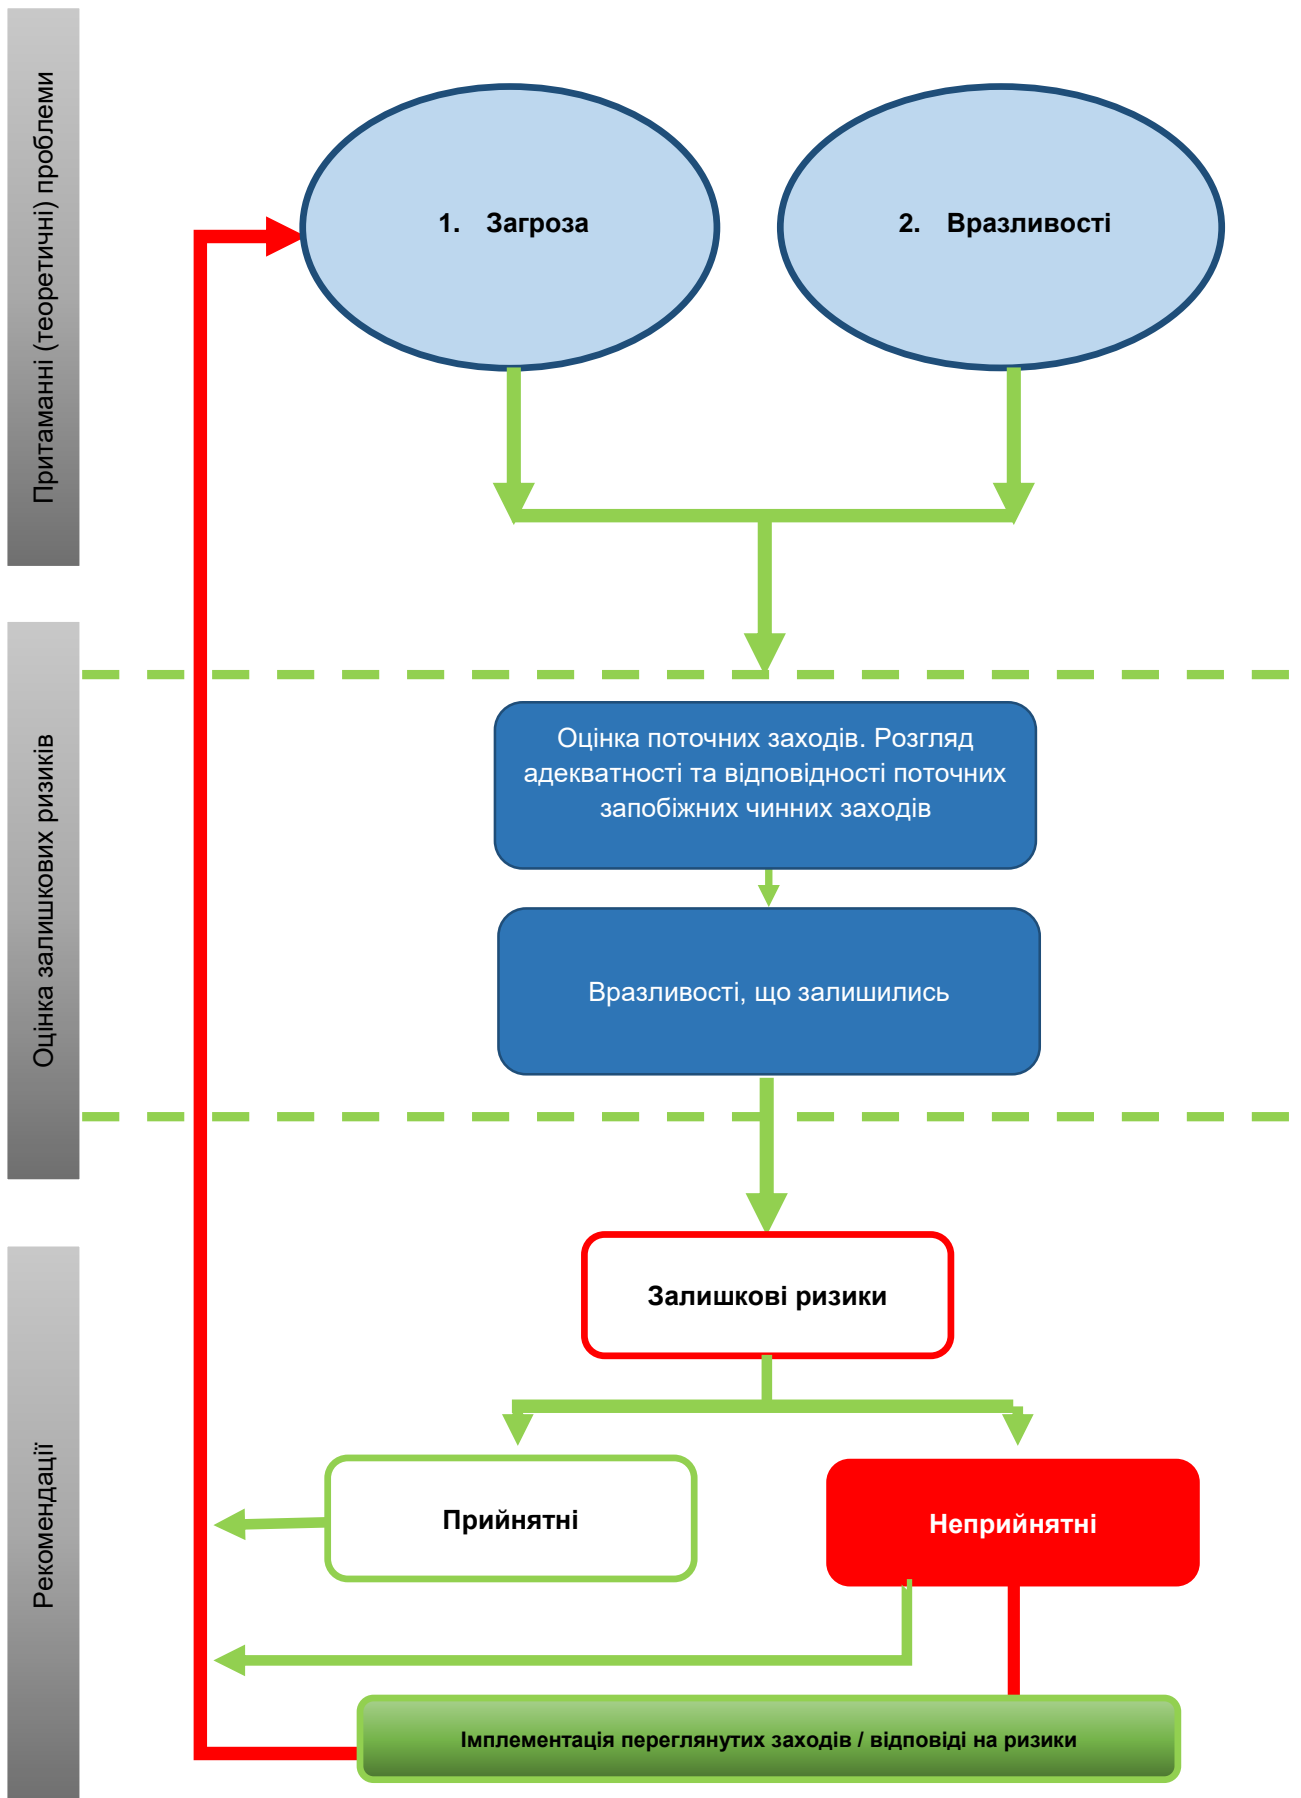 Притаманні (теоретичні) проблеми
1. Загроза
2. Вразливості
Оцінка залишкових ризиків
Оцінка поточних заходів. Розгляд
адекватності та відповідності поточних
запобіжних чинних заходів
Вразливості, що залишились
Рекомендації
Залишкові ризики
Прийнятні
Неприйнятні
Імплементація переглянутих заходів / відповіді на ризики